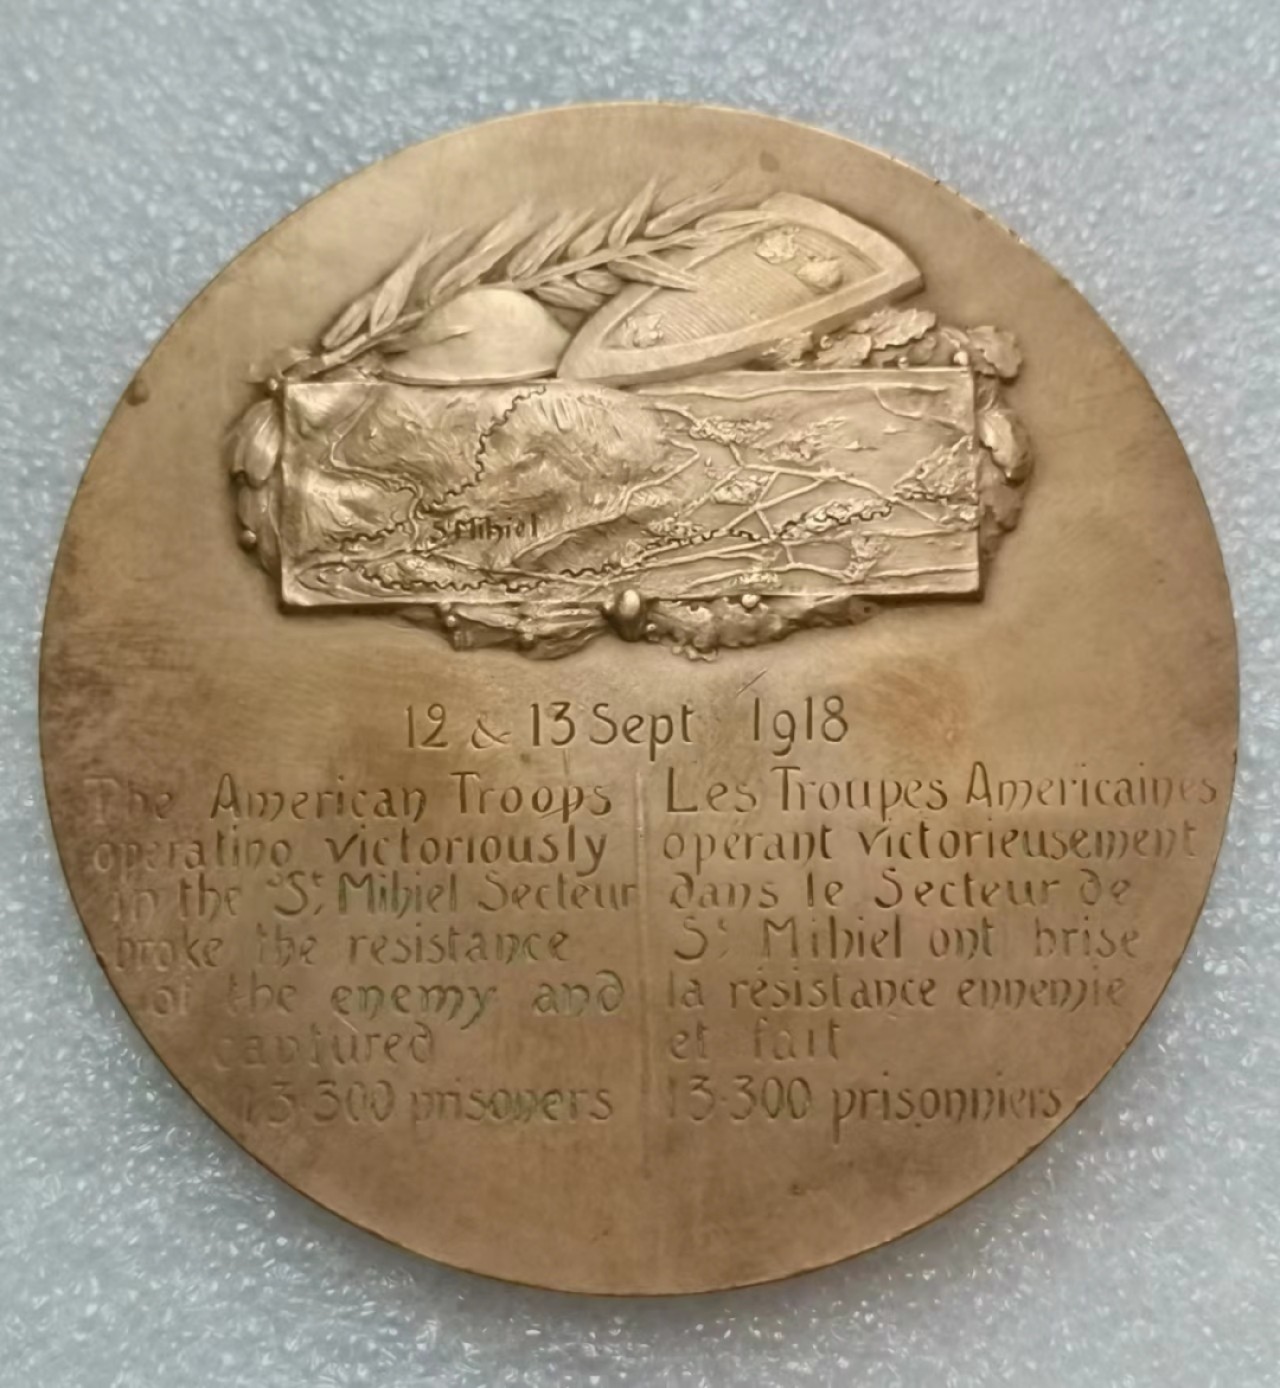 St Mihiel
12 & 13 Sept 1918
The American Troops
operating victoriously
in the St. Mihiel Secteur
broke the resistance
of the enemy and
captured
13.300 prisoners
Les Troupes Americaines
opérant victorieusement
dans le Secteur de
St Mihiel ont brisé
la résistance ennemie
et fait
13.300 prisonniers